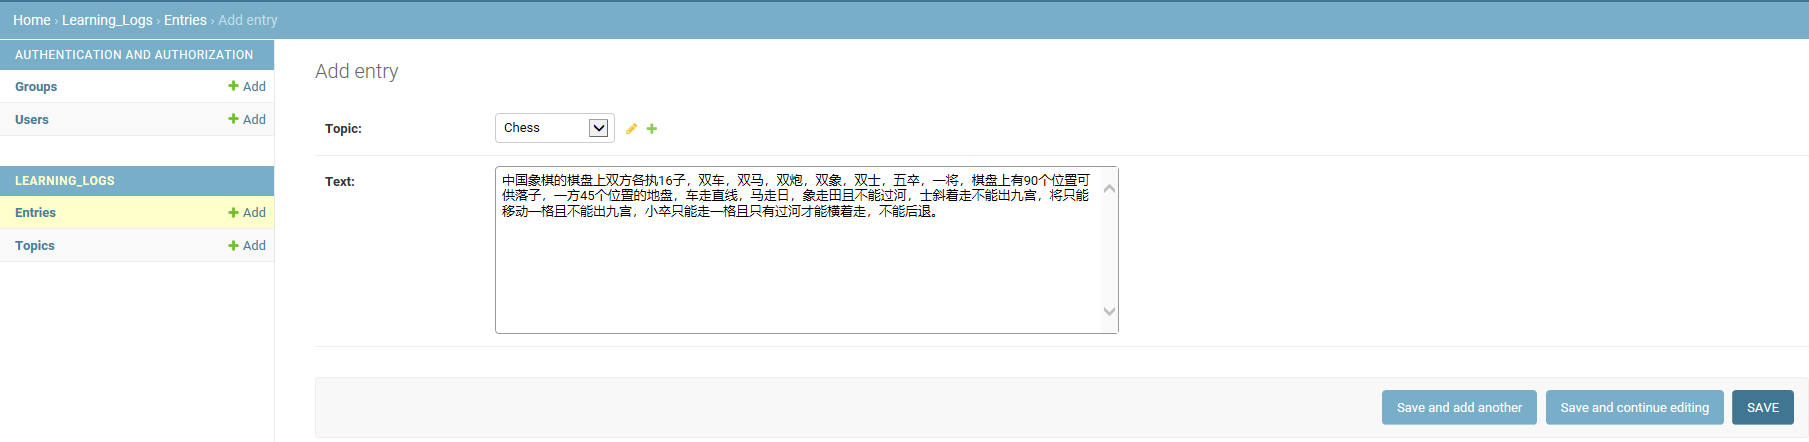 Home › Learning_Logs › Entries › Add entry
AUTHENTICATION AND AUTHORIZATION
Groups + Add
Users + Add
LEARNING_LOGS
Entries + Add
Topics + Add
Add entry
Topic: Chess
Text:
中国象棋的棋盘上双方各执16子，双车，双马，双炮，双象，双士，五卒，一将，棋盘上有90个位置可
供落子，一方45个位置的地盘，车走直线，马走日，象走田且不能过河，士斜着走不能出九宫，将只能
移动一格且不能出九宫，小卒只能走一格且只有过河才能横着走，不能后退。
Save and add another
Save and continue editing
SAVE